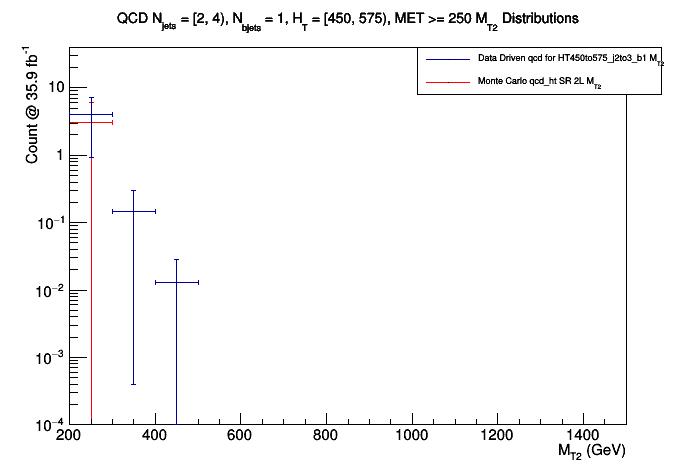 QCD N_jets = [2, 4), N_bjets = 1, H_T = [450, 575), MET >= 250 M_T2 Distributions
Data Driven qcd for HT450to575_j2to3_b1 M_T2
Monte Carlo qcd_ht SR 2L M_T2
Count @ 35.9 fb^-1
10
1
10^−1
10^−2
10^−3
10^−4
200 400 600 800 1000 1200 1400
M_T2 (GeV)